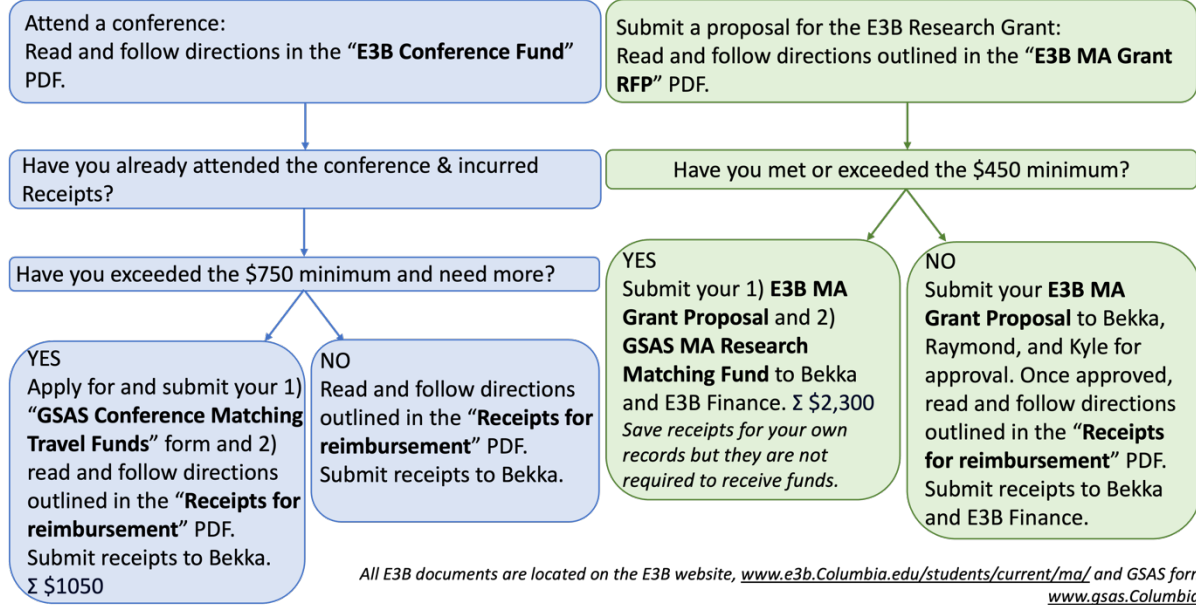 Attend a conference:
Read and follow directions in the “E3B Conference Fund”
PDF.
Have you already attended the conference & incurred
Receipts?
Have you exceeded the $750 minimum and need more?
YES
Apply for and submit your 1)
“GSAS Conference Matching
Travel Funds” form and 2)
read and follow directions
outlined in the “Receipts for
reimbursement” PDF.
Submit receipts to Bekka.
Σ $1050
NO
Read and follow directions
outlined in the “Receipts for
reimbursement” PDF.
Submit receipts to Bekka.
Submit a proposal for the E3B Research Grant:
Read and follow directions outlined in the “E3B MA Grant
RFP” PDF.
Have you met or exceeded the $450 minimum?
YES
Submit your 1) E3B MA
Grant Proposal and 2)
GSAS MA Research
Matching Fund to Bekka
and E3B Finance. Σ $2,300
Save receipts for your own
records but they are not
required to receive funds.
NO
Submit your E3B MA
Grant Proposal to Bekka,
Raymond, and Kyle for
approval. Once approved,
read and follow directions
outlined in the “Receipts
for reimbursement” PDF.
Submit receipts to Bekka
and E3B Finance.
All E3B documents are located on the E3B website, www.e3b.Columbia.edu/students/current/ma/ and GSAS for
www.gsas.Columbia